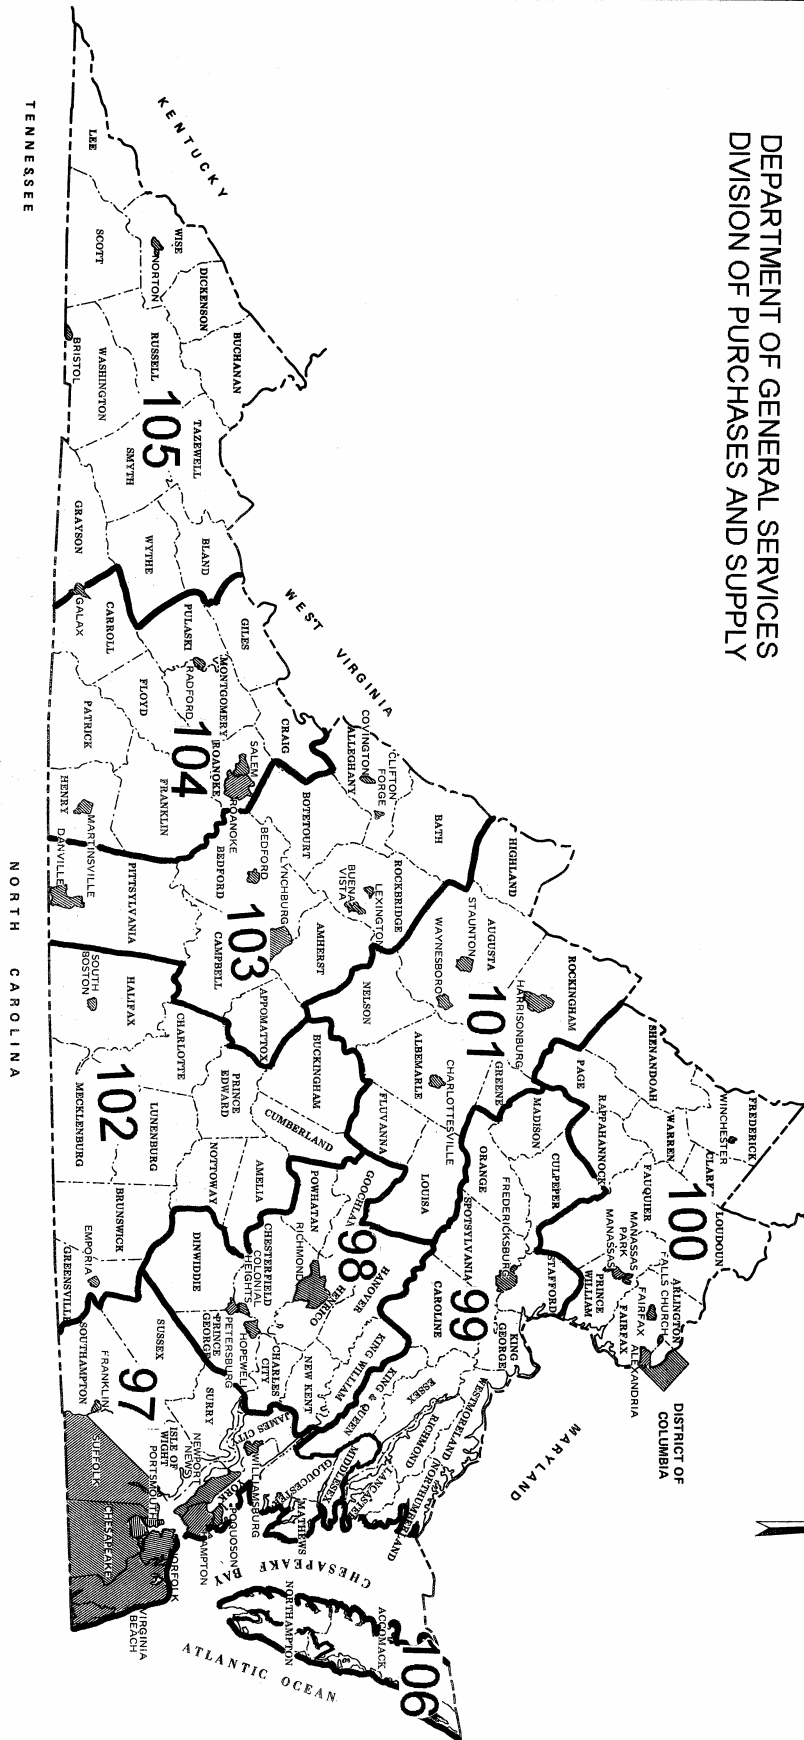 DEPARTMENT OF GENERAL SERVICES
DIVISION OF PURCHASES AND SUPPLY
KENTUCKY
TENNESSEE
WEST VIRGINIA
NORTH CAROLINA
MARYLAND
DISTRICT OF
COLUMBIA
CHESAPEAKE BAY
ATLANTIC OCEAN
105
LEE
SCOTT
WISE
NORTON
DICKENSON
BUCHANAN
RUSSELL
WASHINGTON
BRISTOL
TAZEWELL
SMYTH
GRAYSON
WYTHE
BLAND
104
GALAX
CARROLL
PULASKI
GILES
RADFORD
MONTGOMERY
FLOYD
PATRICK
CRAIG
SALEM
ROANOKE
ROANOKE
FRANKLIN
HENRY
MARTINSVILLE
103
DANVILLE
PITTSYLVANIA
BEDFORD
BEDFORD
BOTETOURT
ALLEGHANY
COVINGTON
CLIFTON
FORGE
BATH
ROCKBRIDGE
LEXINGTON
BUENA
VISTA
LYNCHBURG
AMHERST
CAMPBELL
APPOMATTOX
101
HIGHLAND
AUGUSTA
STAUNTON
WAYNESBORO
ROCKINGHAM
HARRISONBURG
NELSON
ALBEMARLE
CHARLOTTESVILLE
GREENE
FLUVANNA
LOUISA
102
SOUTH
BOSTON
HALIFAX
CHARLOTTE
MECKLENBURG
LUNENBURG
PRINCE
EDWARD
BUCKINGHAM
CUMBERLAND
NOTTOWAY
AMELIA
BRUNSWICK
EMPORIA
GREENSVILLE
100
SHENANDOAH
PAGE
FREDERICK
WINCHESTER
CLARK
WARREN
RAPPAHANNOCK
FAUQUIER
LOUDOUN
MANASSAS
PARK
MANASSAS
PRINCE
WILLIAM
FAIRFAX
FAIRFAX
FALLS CHURCH
ARLINGTON
ALEXANDRIA
99
MADISON
CULPEPER
ORANGE
SPOTSYLVANIA
FREDERICKSBURG
STAFFORD
KING
GEORGE
CAROLINE
ESSEX
WESTMORELAND
RICHMOND
NORTHUMBERLAND
LANCASTER
KING & QUEEN
KING WILLIAM
MIDDLESEX
GLOUCESTER
MATHEWS
98
GOOCHLAND
POWHATAN
RICHMOND
HENRICO
HANOVER
CHESTERFIELD
COLONIAL
HEIGHTS
DINWIDDIE
PETERSBURG
HOPEWELL
PRINCE
GEORGE
CHARLES
CITY
NEW KENT
97
SUSSEX
SOUTHAMPTON
FRANKLIN
SURRY
ISLE OF
WIGHT
JAMES CITY
WILLIAMSBURG
YORK
NEWPORT
NEWS
POQUOSON
HAMPTON
PORTSMOUTH
NORFOLK
SUFFOLK
CHESAPEAKE
VIRGINIA
BEACH
106
ACCOMACK
NORTHAMPTON